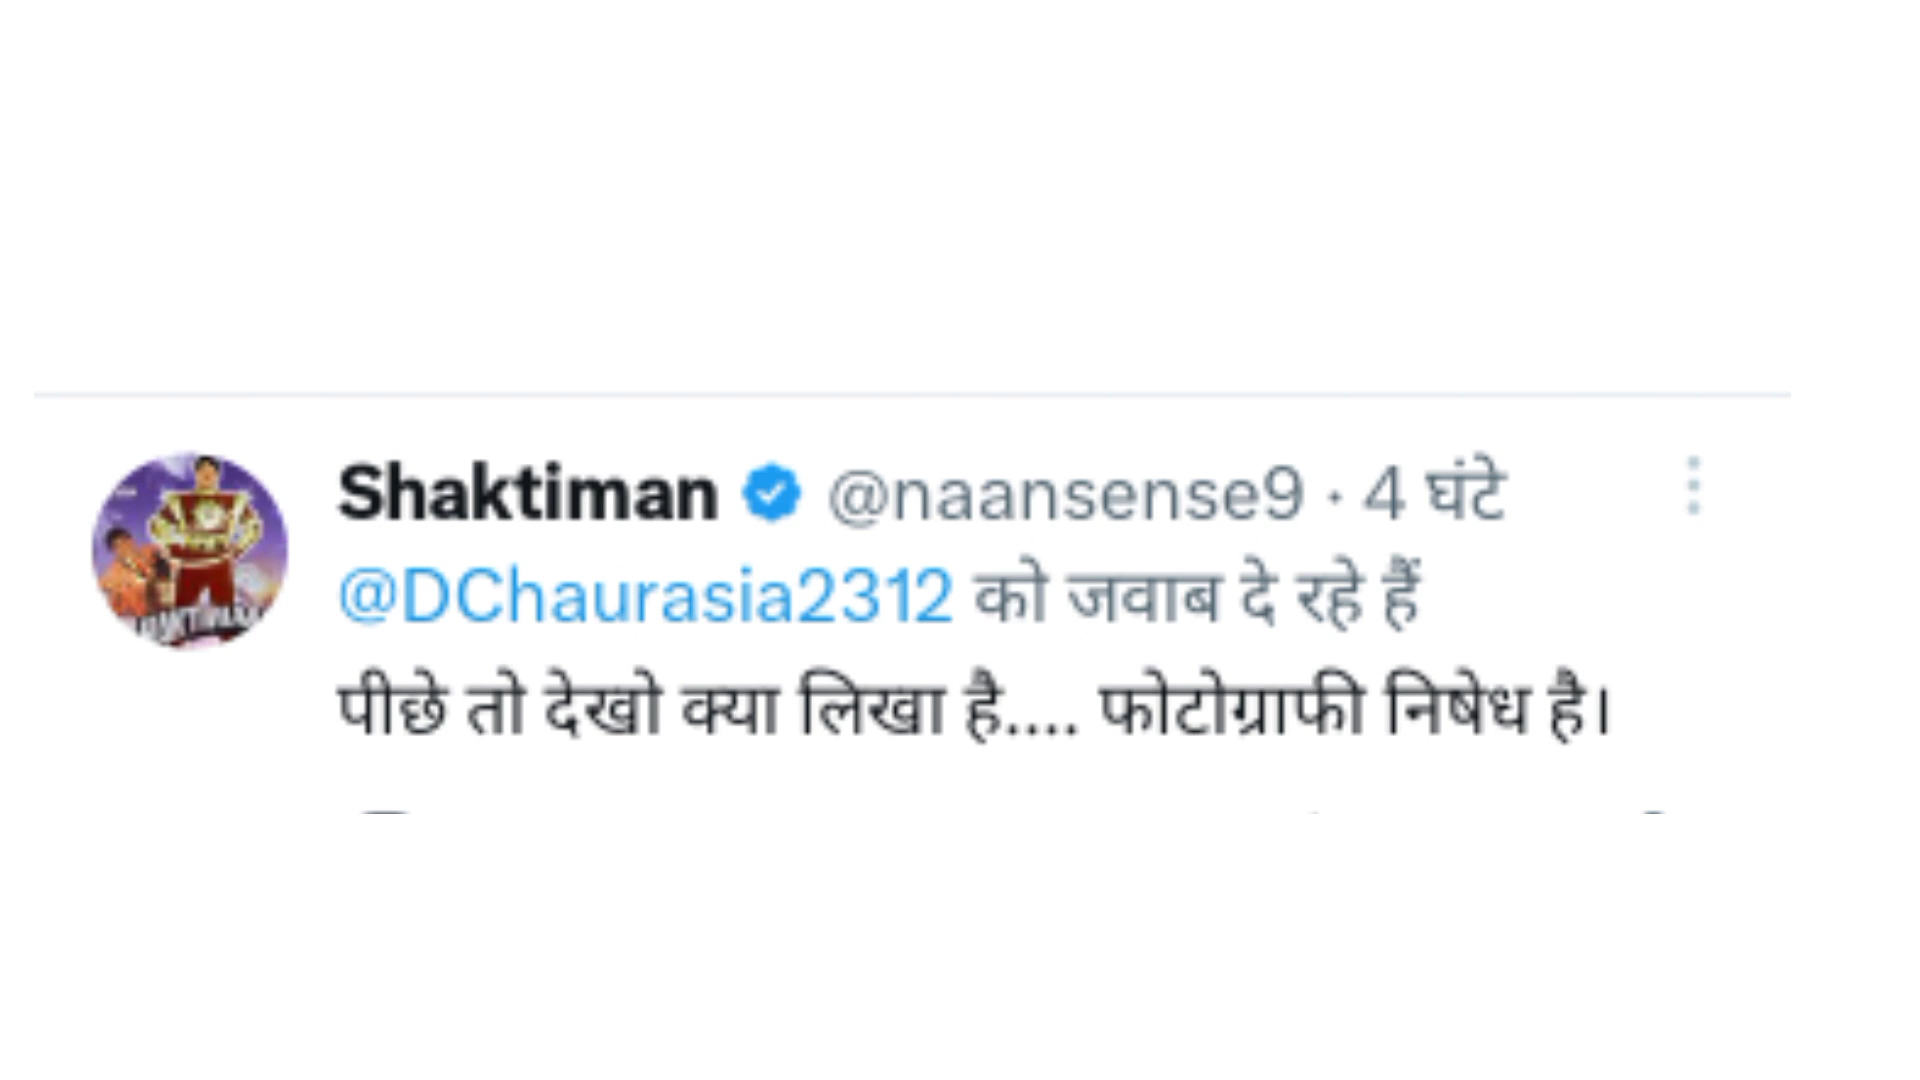 Shaktiman @naansense9 · 4 घंटे
@DChaurasia2312 को जवाब दे रहे हैं
पीछे तो देखो क्या लिखा है.... फोटोग्राफी निषेध है।